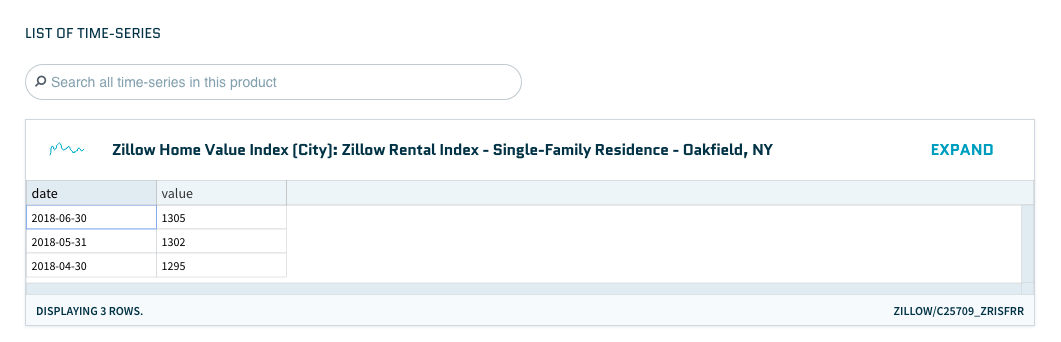 LIST OF TIME-SERIES
Search all time-series in this product
Zillow Home Value Index (City): Zillow Rental Index - Single-Family Residence - Oakfield, NY EXPAND
date value
2018-06-30 1305
2018-05-31 1302
2018-04-30 1295
DISPLAYING 3 ROWS. ZILLOW/C25709_ZRISFRR